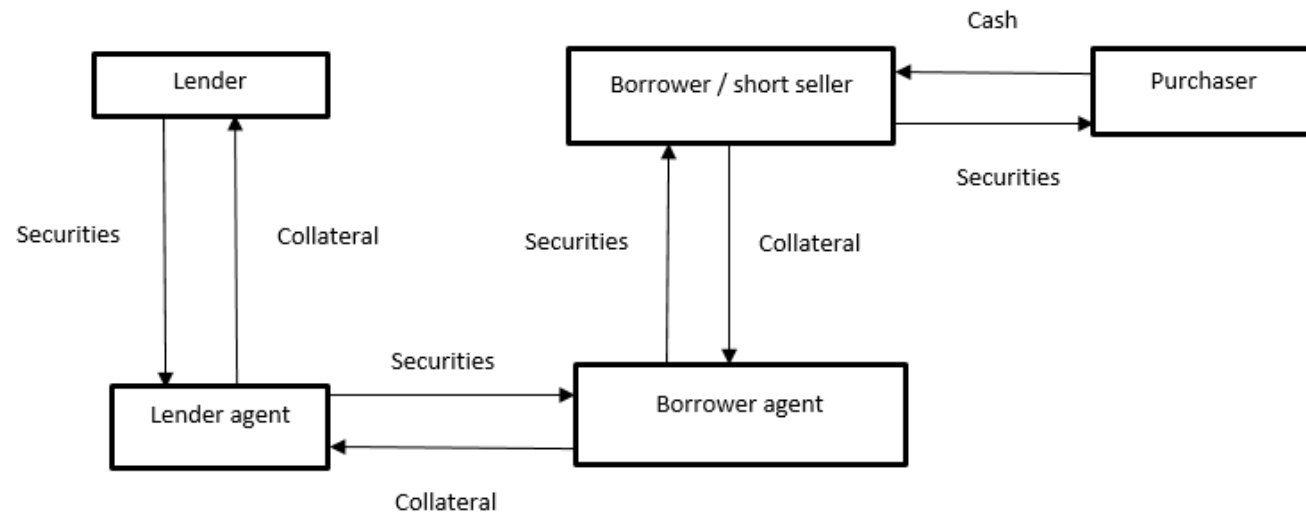 Cash
Lender
Borrower / short seller
Purchaser
Securities
Securities
Collateral
Securities
Collateral
Securities
Lender agent
Borrower agent
Collateral